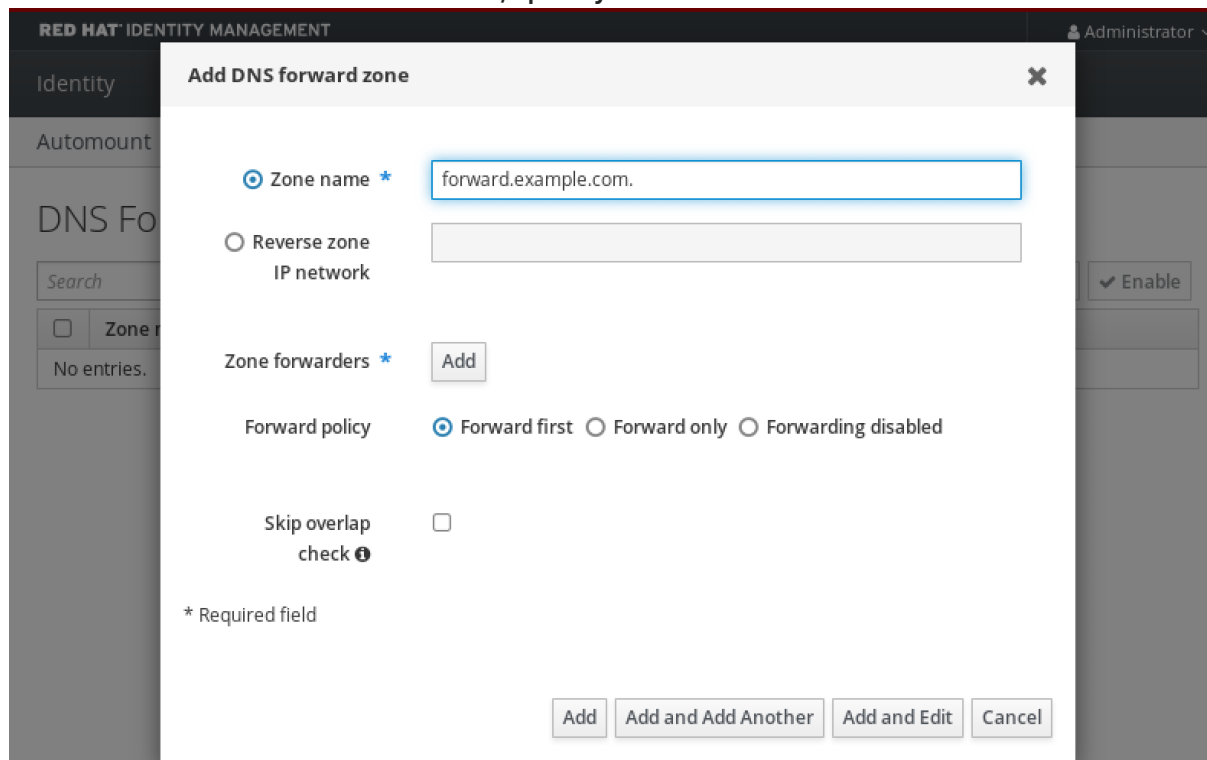 RED HAT® IDENTITY MANAGEMENT
Administrator
Identity
Add DNS forward zone
Automount
Zone name *
forward.example.com.
DNS Fo
Reverse zone
IP network
Search
Enable
Zone
No entries.
Zone forwarders *
Add
Forward policy
Forward first
Forward only
Forwarding disabled
Skip overlap
check
* Required field
Add
Add and Add Another
Add and Edit
Cancel